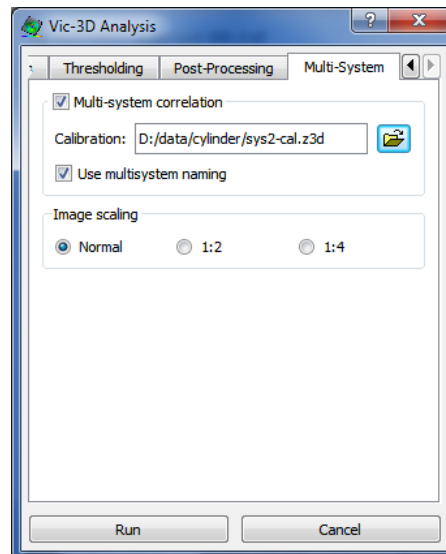 Vic-3D Analysis
Thresholding Post-Processing Multi-System
Multi-system correlation
Calibration: D:/data/cylinder/sys2-cal.z3d
Use multisystem naming
Image scaling
Normal 1:2 1:4
Run Cancel